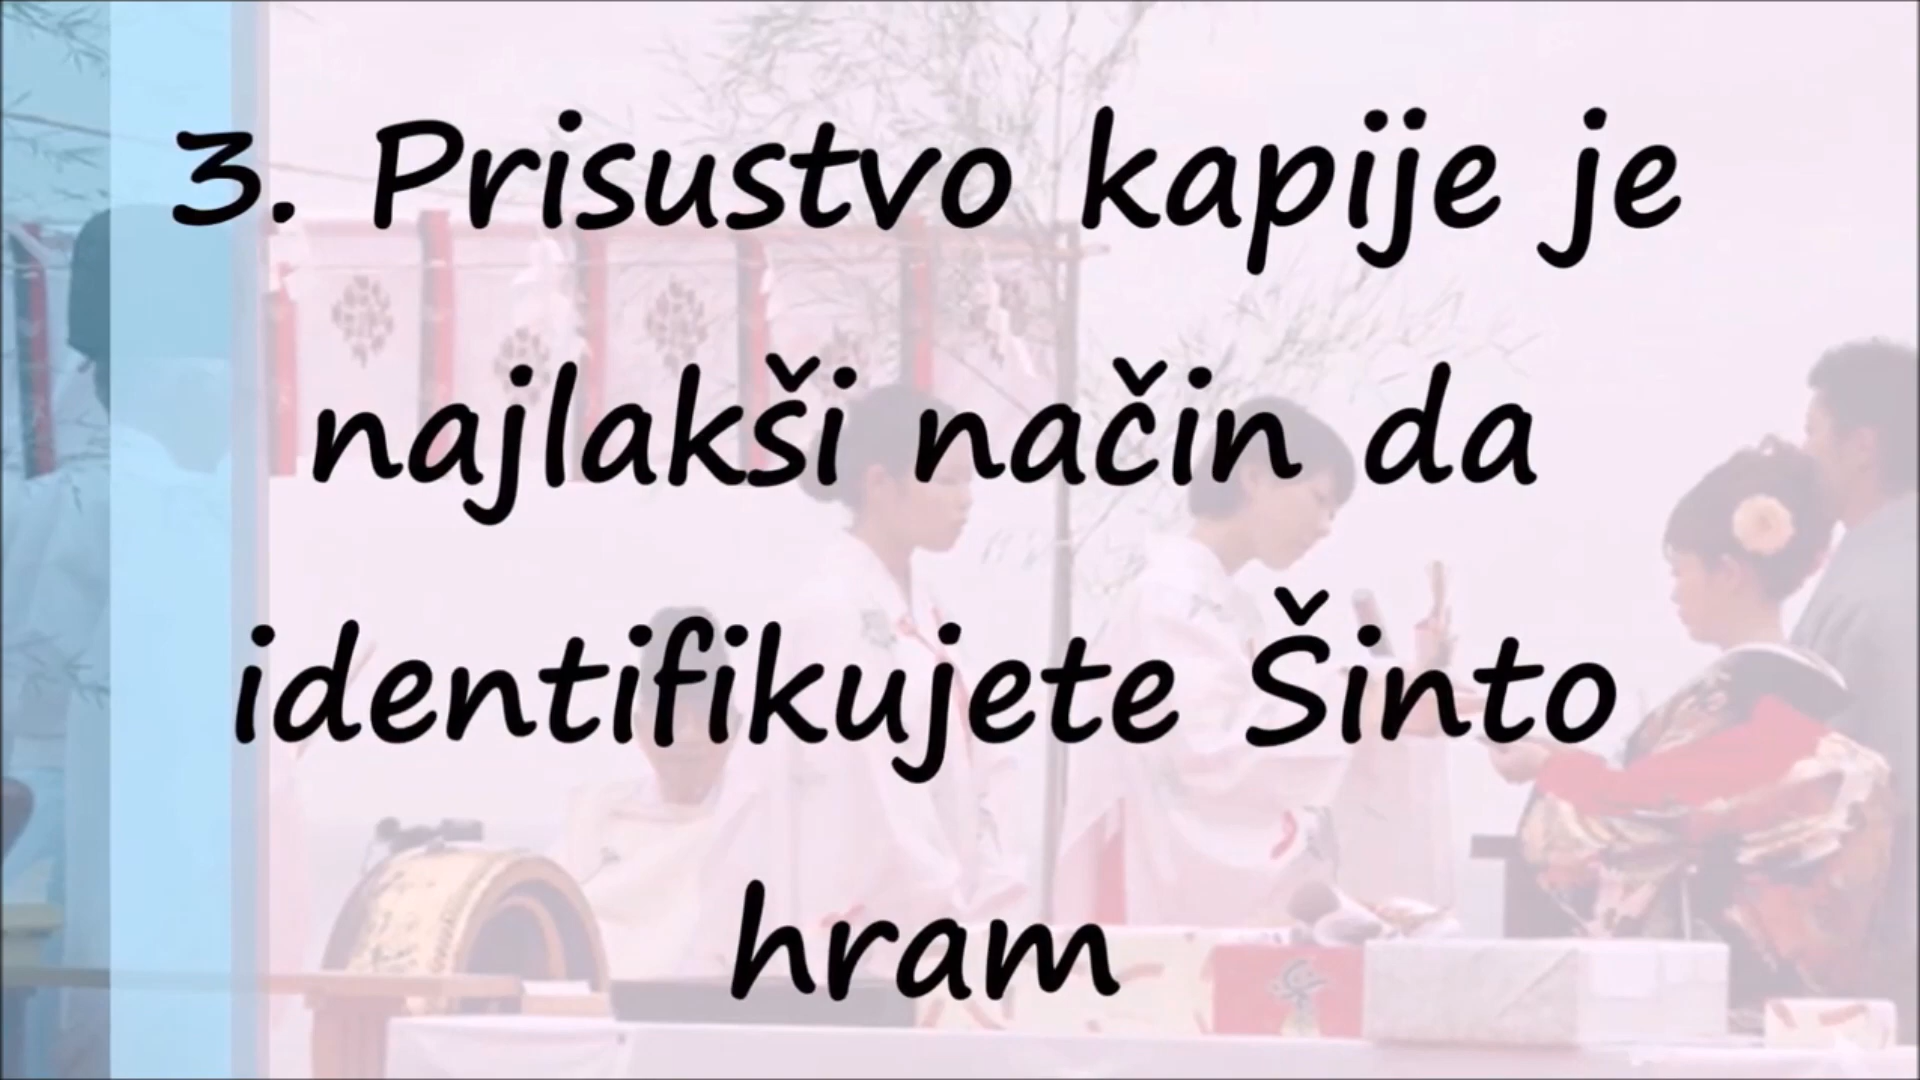 3. Prisustvo kapije je
najlakši način da
identifikujete Šinto
hram